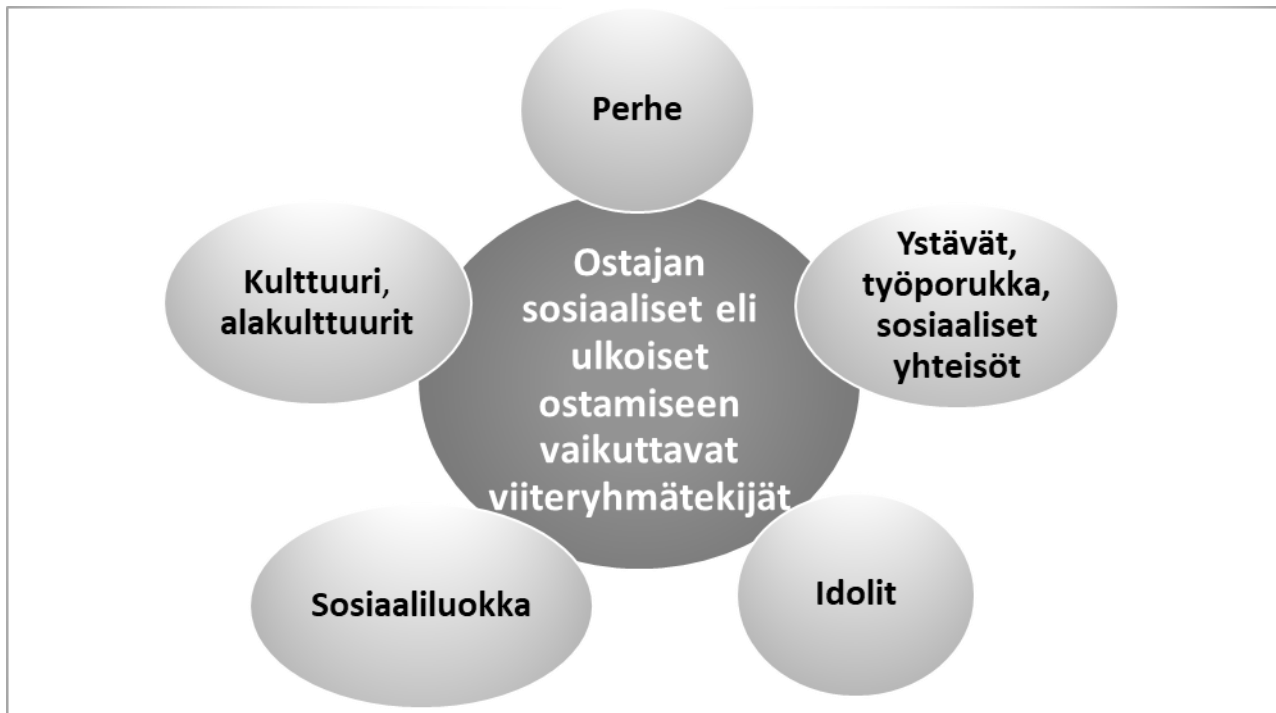 Perhe
Ystävät,
työporukka,
sosiaaliset
yhteisöt
Idolit
Sosiaaliluokka
Kulttuuri,
alakulttuurit
Ostajan
sosiaaliset eli
ulkoiset
ostamiseen
vaikuttavat
viiteryhmätekijät